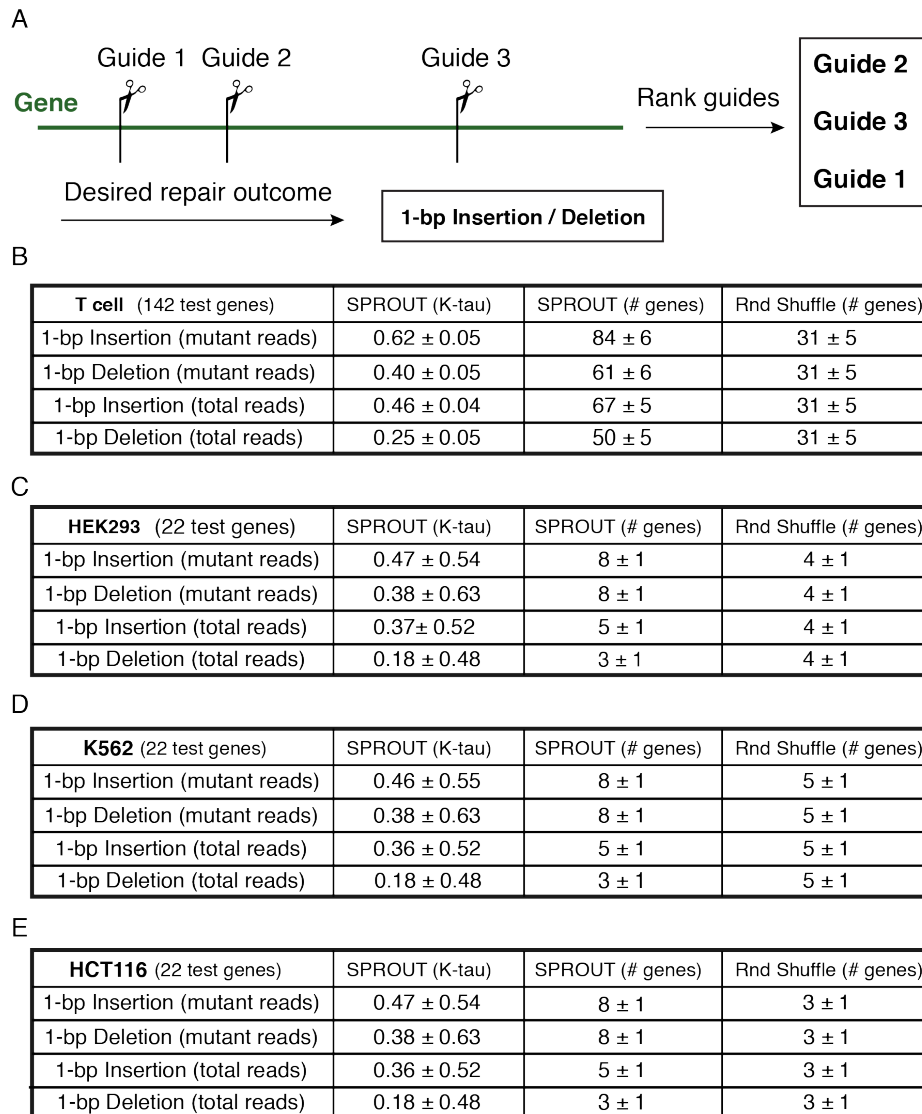 A
Guide 1 Guide 2 Guide 3
Gene
Rank guides
Guide 2
Guide 3
Guide 1
Desired repair outcome
1-bp Insertion / Deletion
B
T cell (142 test genes) SPROUT (K-tau) SPROUT (# genes) Rnd Shuffle (# genes)
1-bp Insertion (mutant reads) 0.62 ± 0.05 84 ± 6 31 ± 5
1-bp Deletion (mutant reads) 0.40 ± 0.05 61 ± 6 31 ± 5
1-bp Insertion (total reads) 0.46 ± 0.04 67 ± 5 31 ± 5
1-bp Deletion (total reads) 0.25 ± 0.05 50 ± 5 31 ± 5
C
HEK293 (22 test genes) SPROUT (K-tau) SPROUT (# genes) Rnd Shuffle (# genes)
1-bp Insertion (mutant reads) 0.47 ± 0.54 8 ± 1 4 ± 1
1-bp Deletion (mutant reads) 0.38 ± 0.63 8 ± 1 4 ± 1
1-bp Insertion (total reads) 0.37± 0.52 5 ± 1 4 ± 1
1-bp Deletion (total reads) 0.18 ± 0.48 3 ± 1 4 ± 1
D
K562 (22 test genes) SPROUT (K-tau) SPROUT (# genes) Rnd Shuffle (# genes)
1-bp Insertion (mutant reads) 0.46 ± 0.55 8 ± 1 5 ± 1
1-bp Deletion (mutant reads) 0.38 ± 0.63 8 ± 1 5 ± 1
1-bp Insertion (total reads) 0.36 ± 0.52 5 ± 1 5 ± 1
1-bp Deletion (total reads) 0.18 ± 0.48 3 ± 1 5 ± 1
E
HCT116 (22 test genes) SPROUT (K-tau) SPROUT (# genes) Rnd Shuffle (# genes)
1-bp Insertion (mutant reads) 0.47 ± 0.54 8 ± 1 3 ± 1
1-bp Deletion (mutant reads) 0.38 ± 0.63 8 ± 1 3 ± 1
1-bp Insertion (total reads) 0.36 ± 0.52 5 ± 1 3 ± 1
1-bp Deletion (total reads) 0.18 ± 0.48 3 ± 1 3 ± 1